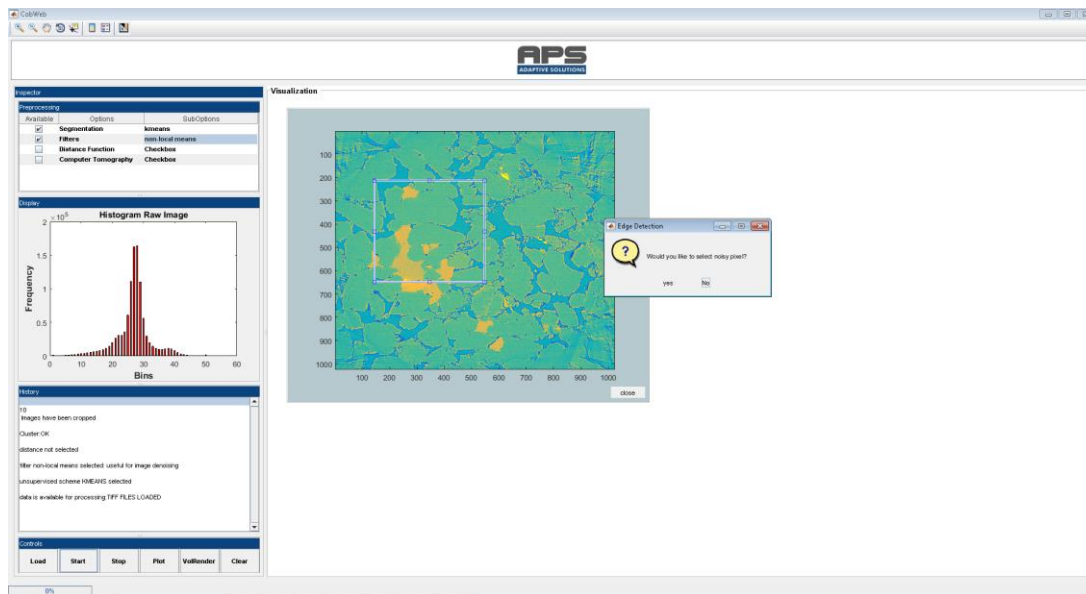 CobWeb
APS
ADAPTIVE SOLUTIONS
Inspector
Preprocessing
Available Options SubOptions
Segmentation kmeans
Filters non-local means
Distance Function Checkbox
Computer Tomography Checkbox
Display
Histogram Raw Image
× 10^5
2
1.5
1
0.5
0
Frequency
0 10 20 30 40 50 60
Bins
History
10
Images have been cropped
Cluster OK
distance not selected
filter non-local means selected: useful for image denoising
unsupervised scheme KMEANS selected
data is available for processing:TIFF FILES LOADED
Controls
Load Start Stop Plot VolRender Clear
0%
Visualization
100
200
300
400
500
600
700
800
900
1000
100 200 300 400 500 600 700 800 900 1000
close
Edge Detection
?
Would you like to select noisy pixel?
yes No